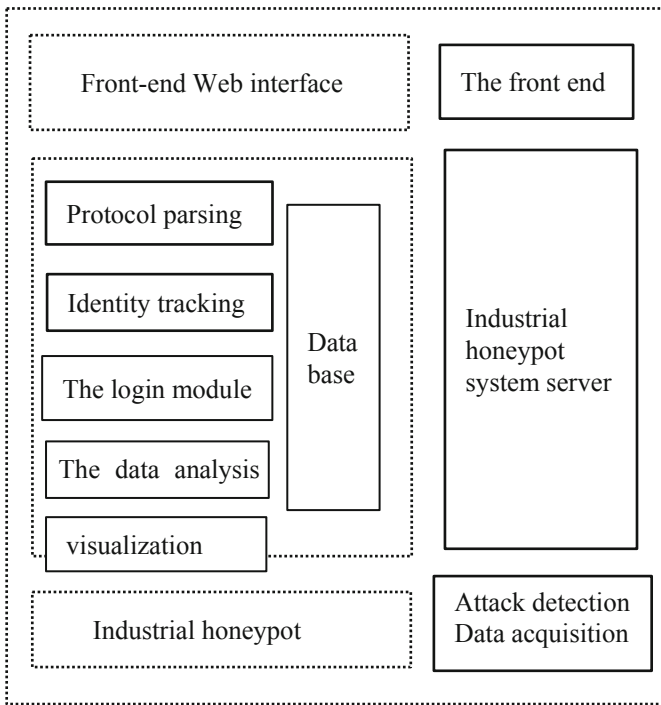 Front-end Web interface
The front end
Protocol parsing
Identity tracking
The login module
The data analysis
visualization
Data
base
Industrial
honeypot
system server
Industrial honeypot
Attack detection
Data acquisition